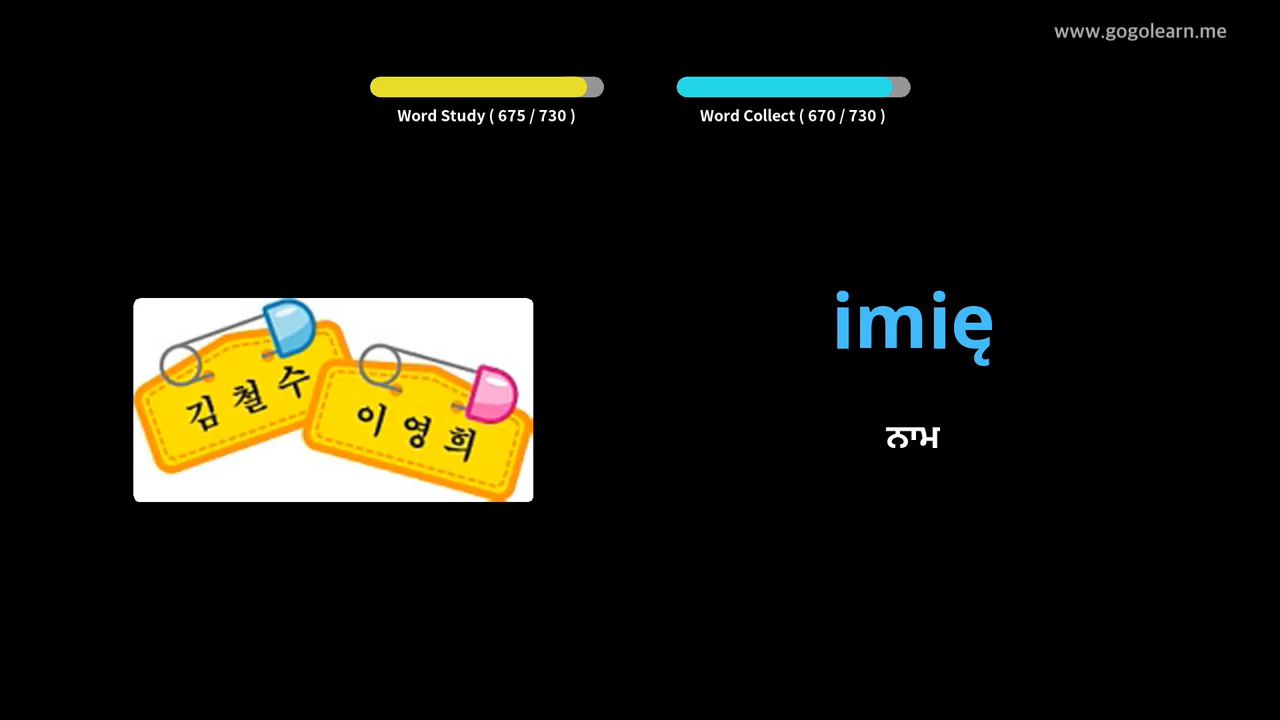 www.gogolearn.me
Word Study ( 675 / 730 )
Word Collect ( 670 / 730 )
김철수
이영희
imię
ਨਾਮ